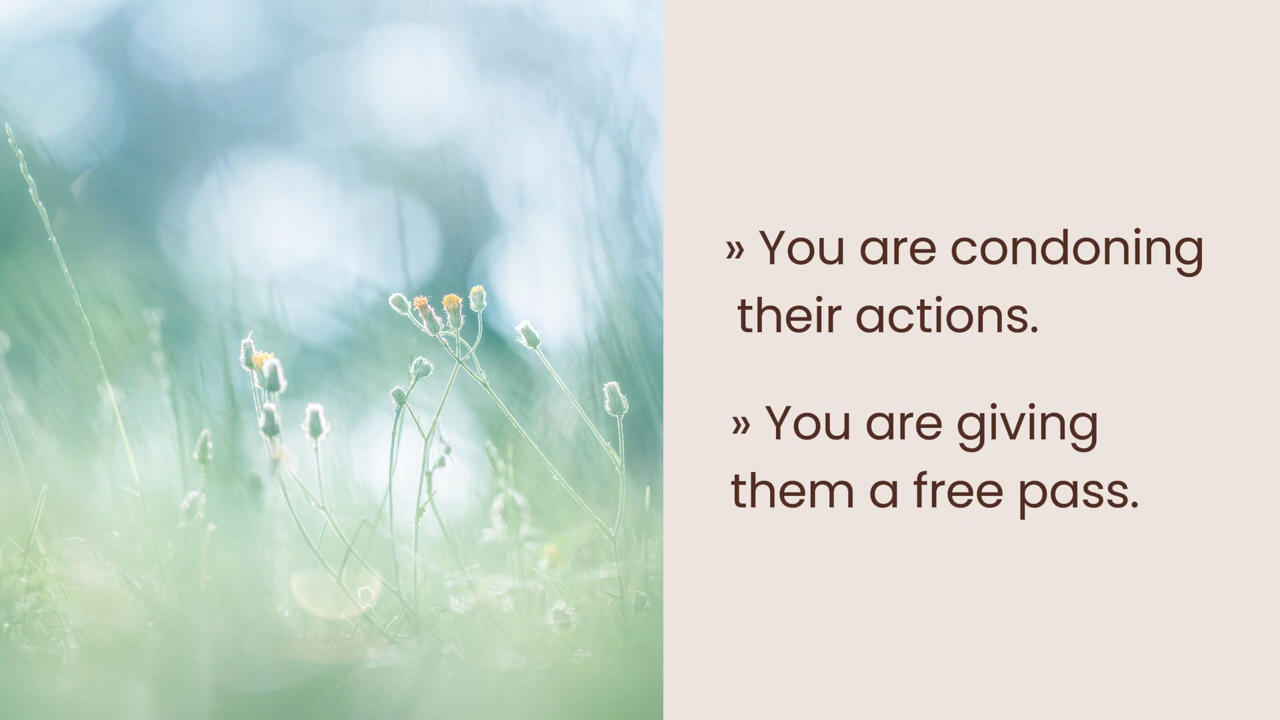 » You are condoning
their actions.
» You are giving
them a free pass.